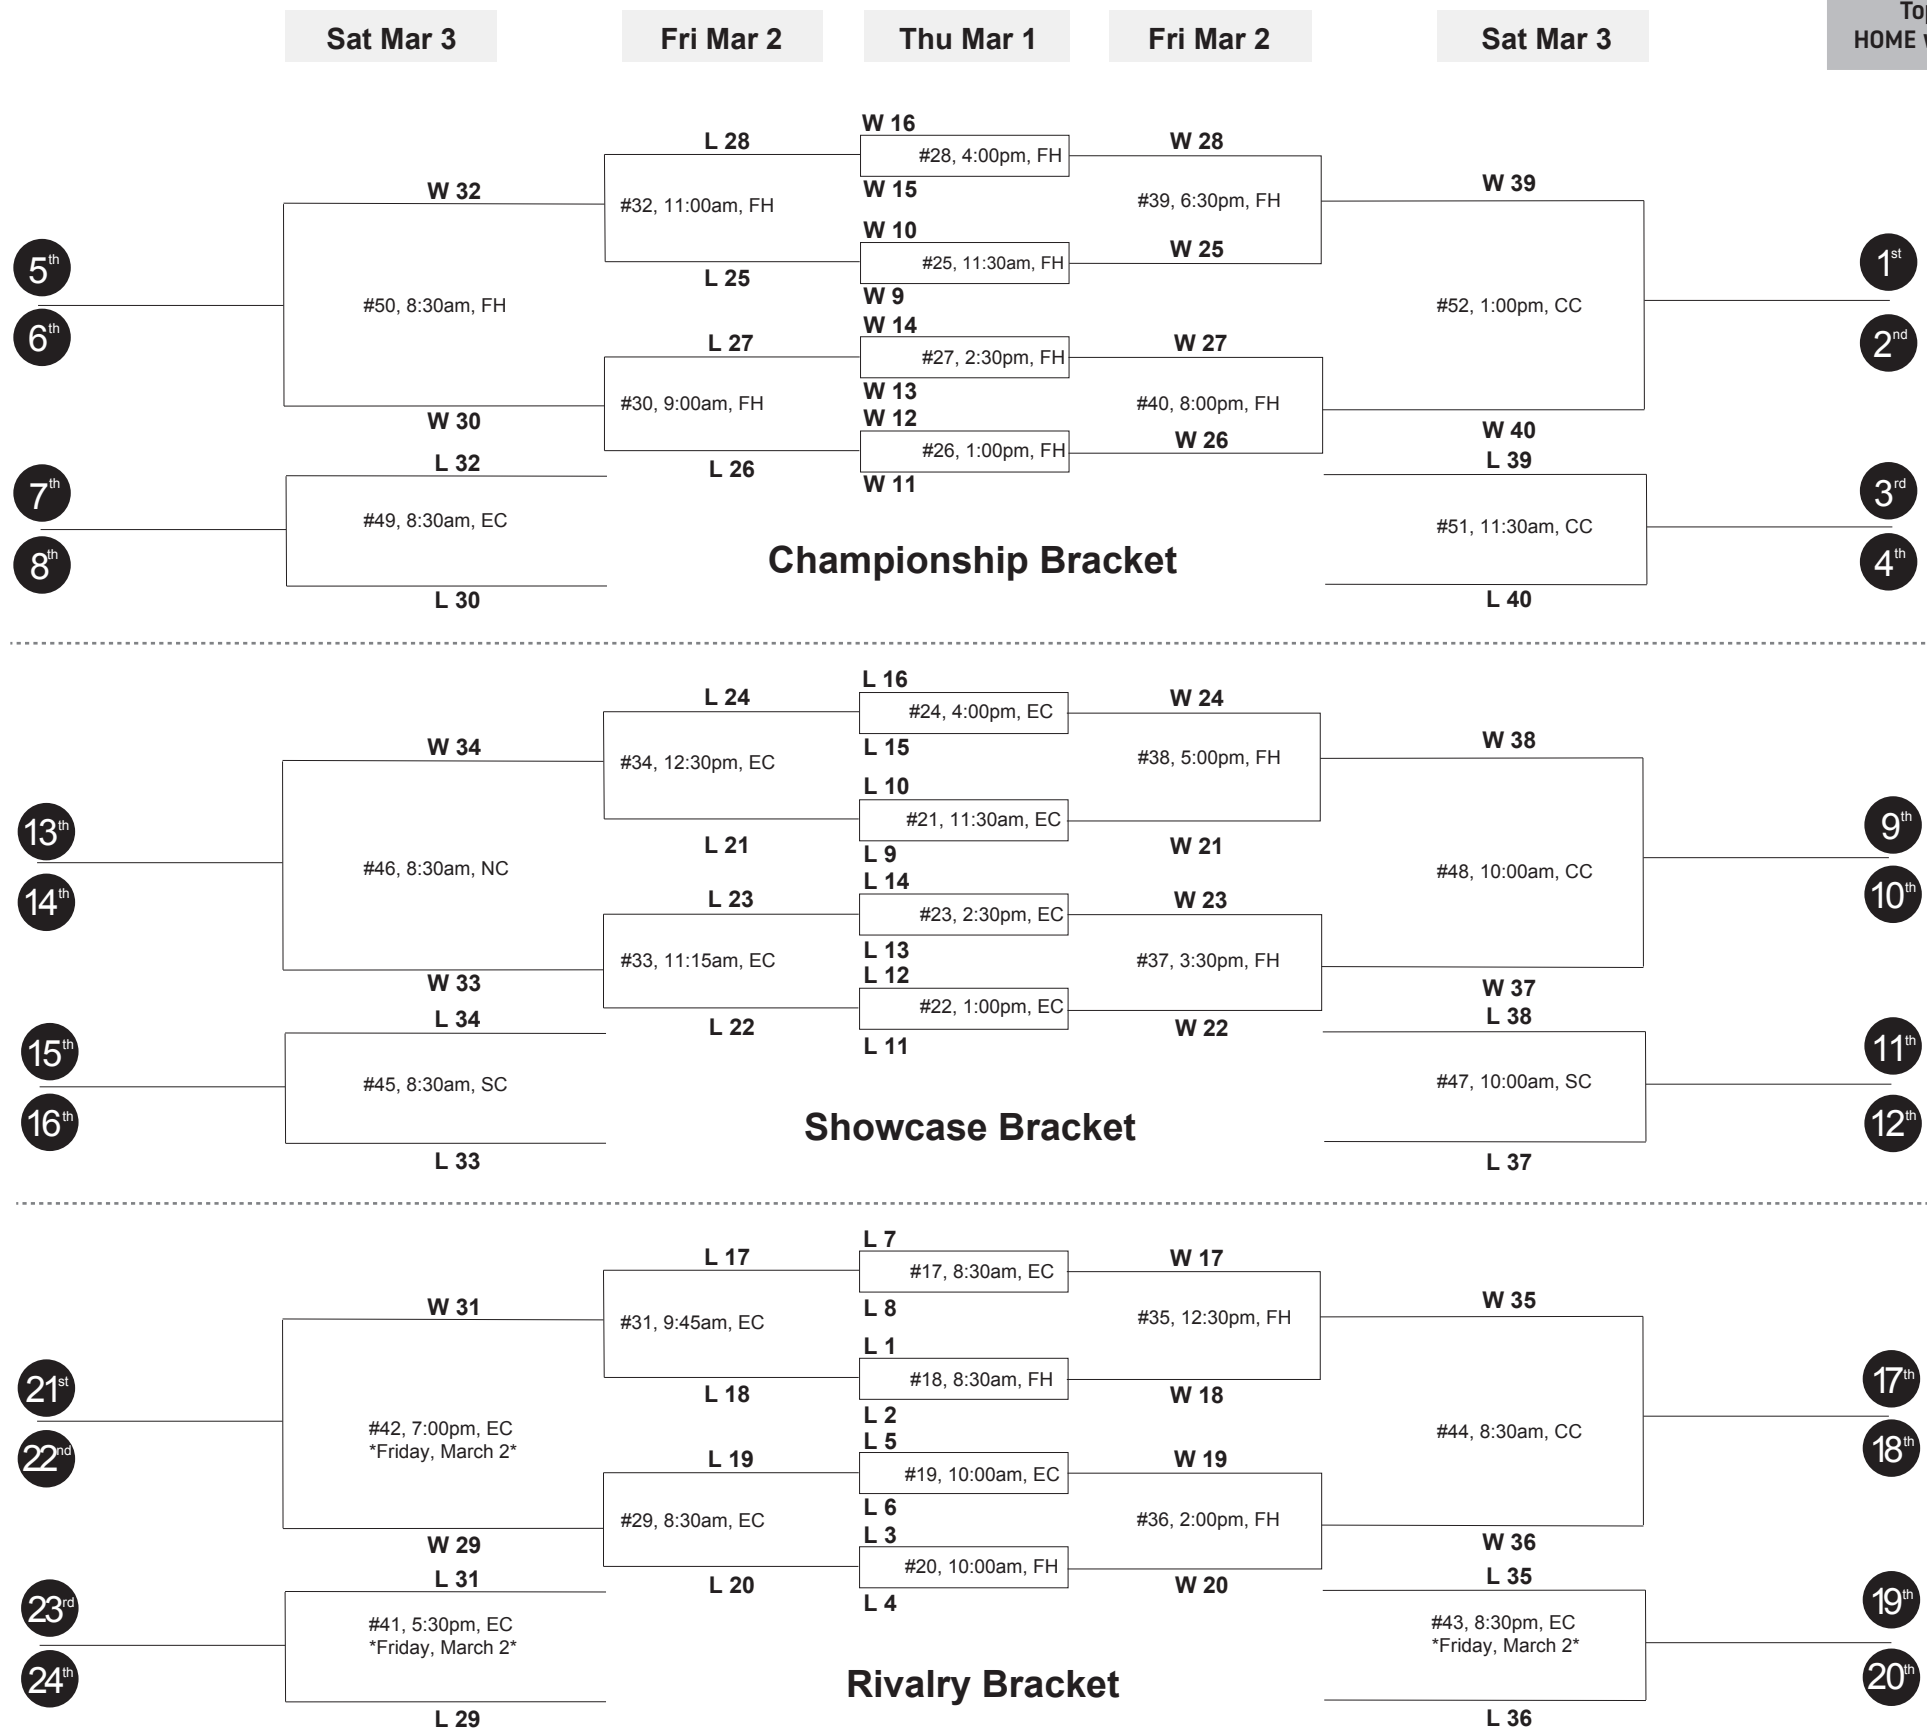 Sat Mar 3
Fri Mar 2
Thu Mar 1
Fri Mar 2
Sat Mar 3
HOME
W 16
L 28
#28, 4:00pm, FH
W 28
W 32
W 15
W 39
#32, 11:00am, FH
#39, 6:30pm, FH
W 10
W 25
5th
#25, 11:30am, FH
1st
L 25
W 9
#50, 8:30am, FH
#52, 1:00pm, CC
6th
W 14
2nd
L 27
#27, 2:30pm, FH
W 27
W 13
#30, 9:00am, FH
#40, 8:00pm, FH
W 30
W 12
W 40
L 32
#26, 1:00pm, FH
W 26
L 39
L 26
W 11
7th
3rd
#49, 8:30am, EC
#51, 11:30am, CC
8th
Championship Bracket
4th
L 30
L 40
L 16
L 24
#24, 4:00pm, EC
W 24
W 34
L 15
W 38
#34, 12:30pm, EC
#38, 5:00pm, FH
L 10
13th
#21, 11:30am, EC
9th
L 21
W 21
L 9
#46, 8:30am, NC
#48, 10:00am, CC
14th
L 14
10th
L 23
#23, 2:30pm, EC
W 23
L 13
#33, 11:15am, EC
#37, 3:30pm, FH
W 33
L 12
W 37
L 34
#22, 1:00pm, EC
L 38
L 22
W 22
15th
L 11
11th
#45, 8:30am, SC
#47, 10:00am, SC
16th
Showcase Bracket
12th
L 33
L 37
L 7
L 17
#17, 8:30am, EC
W 17
W 31
L 8
W 35
#31, 9:45am, EC
#35, 12:30pm, FH
L 1
21st
#18, 8:30am, FH
17th
L 18
W 18
L 2
#42, 7:00pm, EC
*Friday, March 2*
#44, 8:30am, CC
22nd
L 5
18th
L 19
#19, 10:00am, EC
W 19
L 6
#29, 8:30am, EC
#36, 2:00pm, FH
W 29
L 3
W 36
L 31
#20, 10:00am, FH
L 35
L 20
W 20
23rd
L 4
19th
#41, 5:30pm, EC
*Friday, March 2*
#43, 8:30pm, EC
*Friday, March 2*
24th
Rivalry Bracket
20th
L 29
L 36